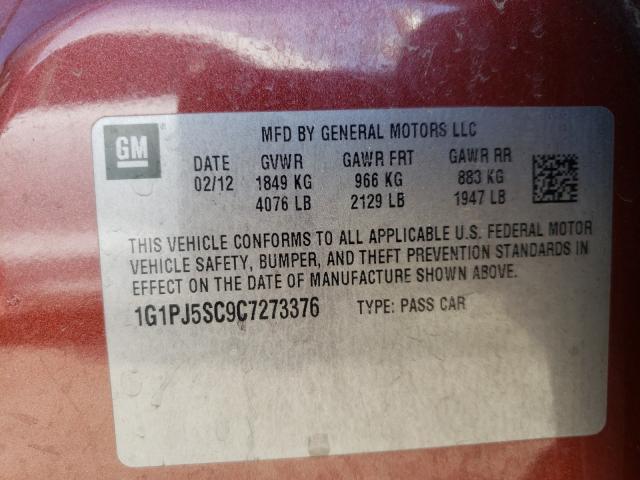 GM
MFD BY GENERAL MOTORS LLC
DATE GVWR GAWR FRT GAWR RR
02/12 1849 KG 966 KG 883 KG
4076 LB 2129 LB 1947 LB
THIS VEHICLE CONFORMS TO ALL APPLICABLE U.S. FEDERAL MOTOR
VEHICLE SAFETY, BUMPER, AND THEFT PREVENTION STANDARDS IN
EFFECT ON THE DATE OF MANUFACTURE SHOWN ABOVE.
1G1PJ5SC9C7273376 TYPE: PASS CAR